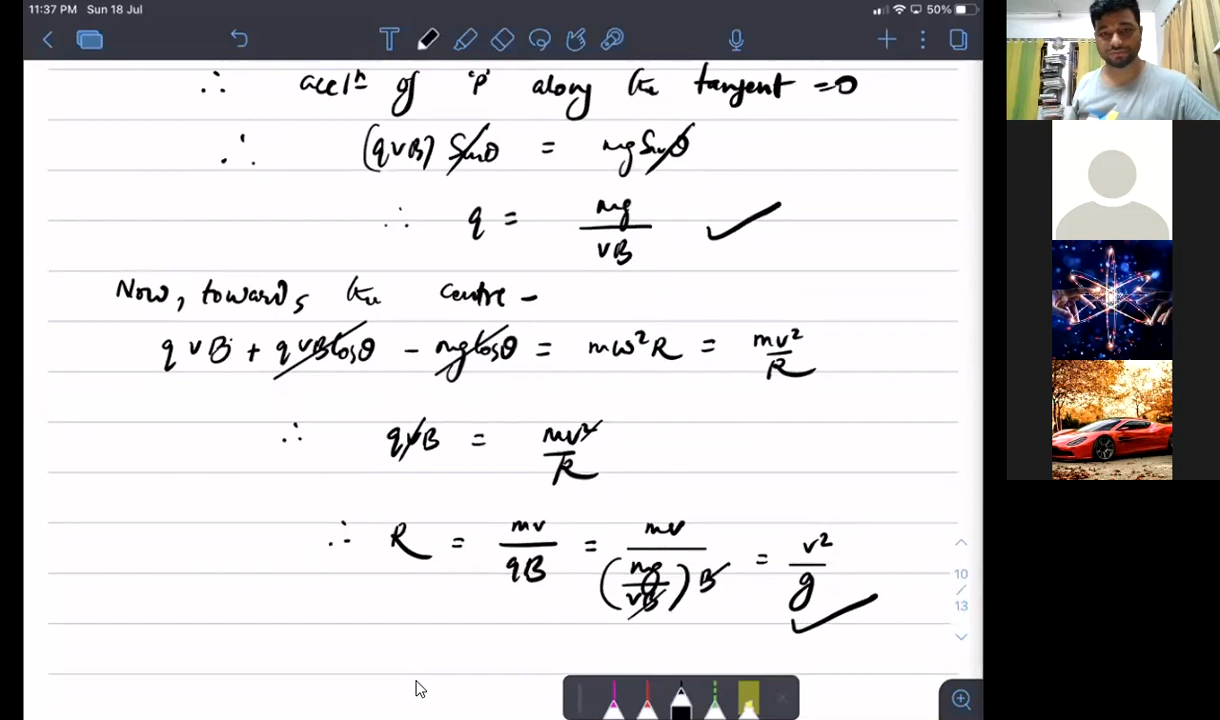 11:37 PM Sun 18 Jul
50%
T
∴ accl^n of 'P' along the tangent = 0
∴ (qvB) Sinθ = mg Sinθ
∴ q = mg/vB
Now, towards the centre -
qvB + qvBCosθ - mgCosθ = mω²R = mv²/R
∴ qvB = mv²/R
∴ R = mv/qB = mv/(mg/vB)B = v²/g
10
/
13